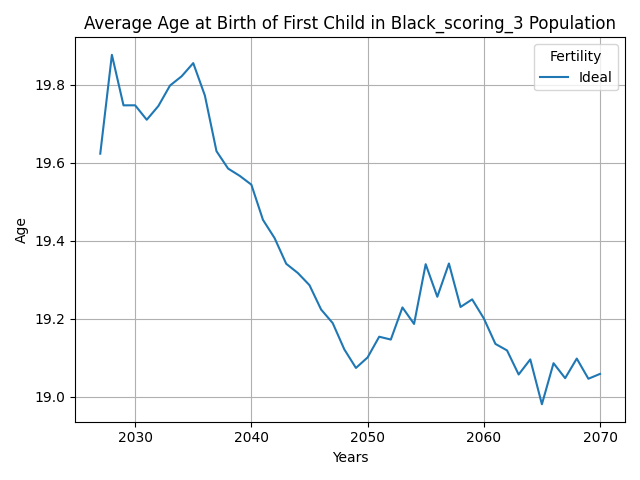 Average Age at Birth of First Child in Black_scoring_3 Population
Fertility
Ideal
19.8
19.6
19.4
19.2
19.0
Age
2030 2040 2050 2060 2070
Years